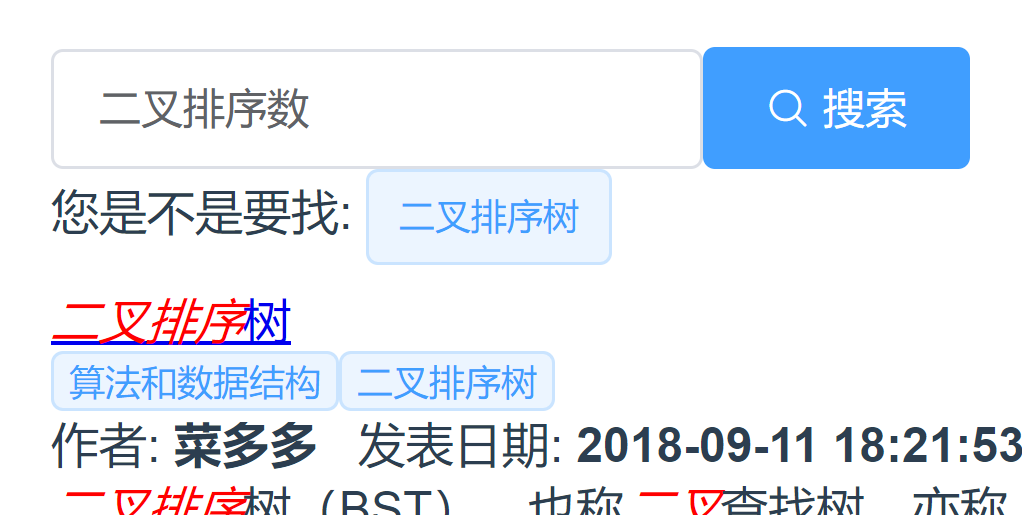 二叉排序数 搜索
您是不是要找: 二叉排序树
二叉排序树
算法和数据结构 二叉排序树
作者: 菜多多 发表日期: 2018-09-11 18:21:53
二叉排序树（BST），也称二叉查找树，亦称